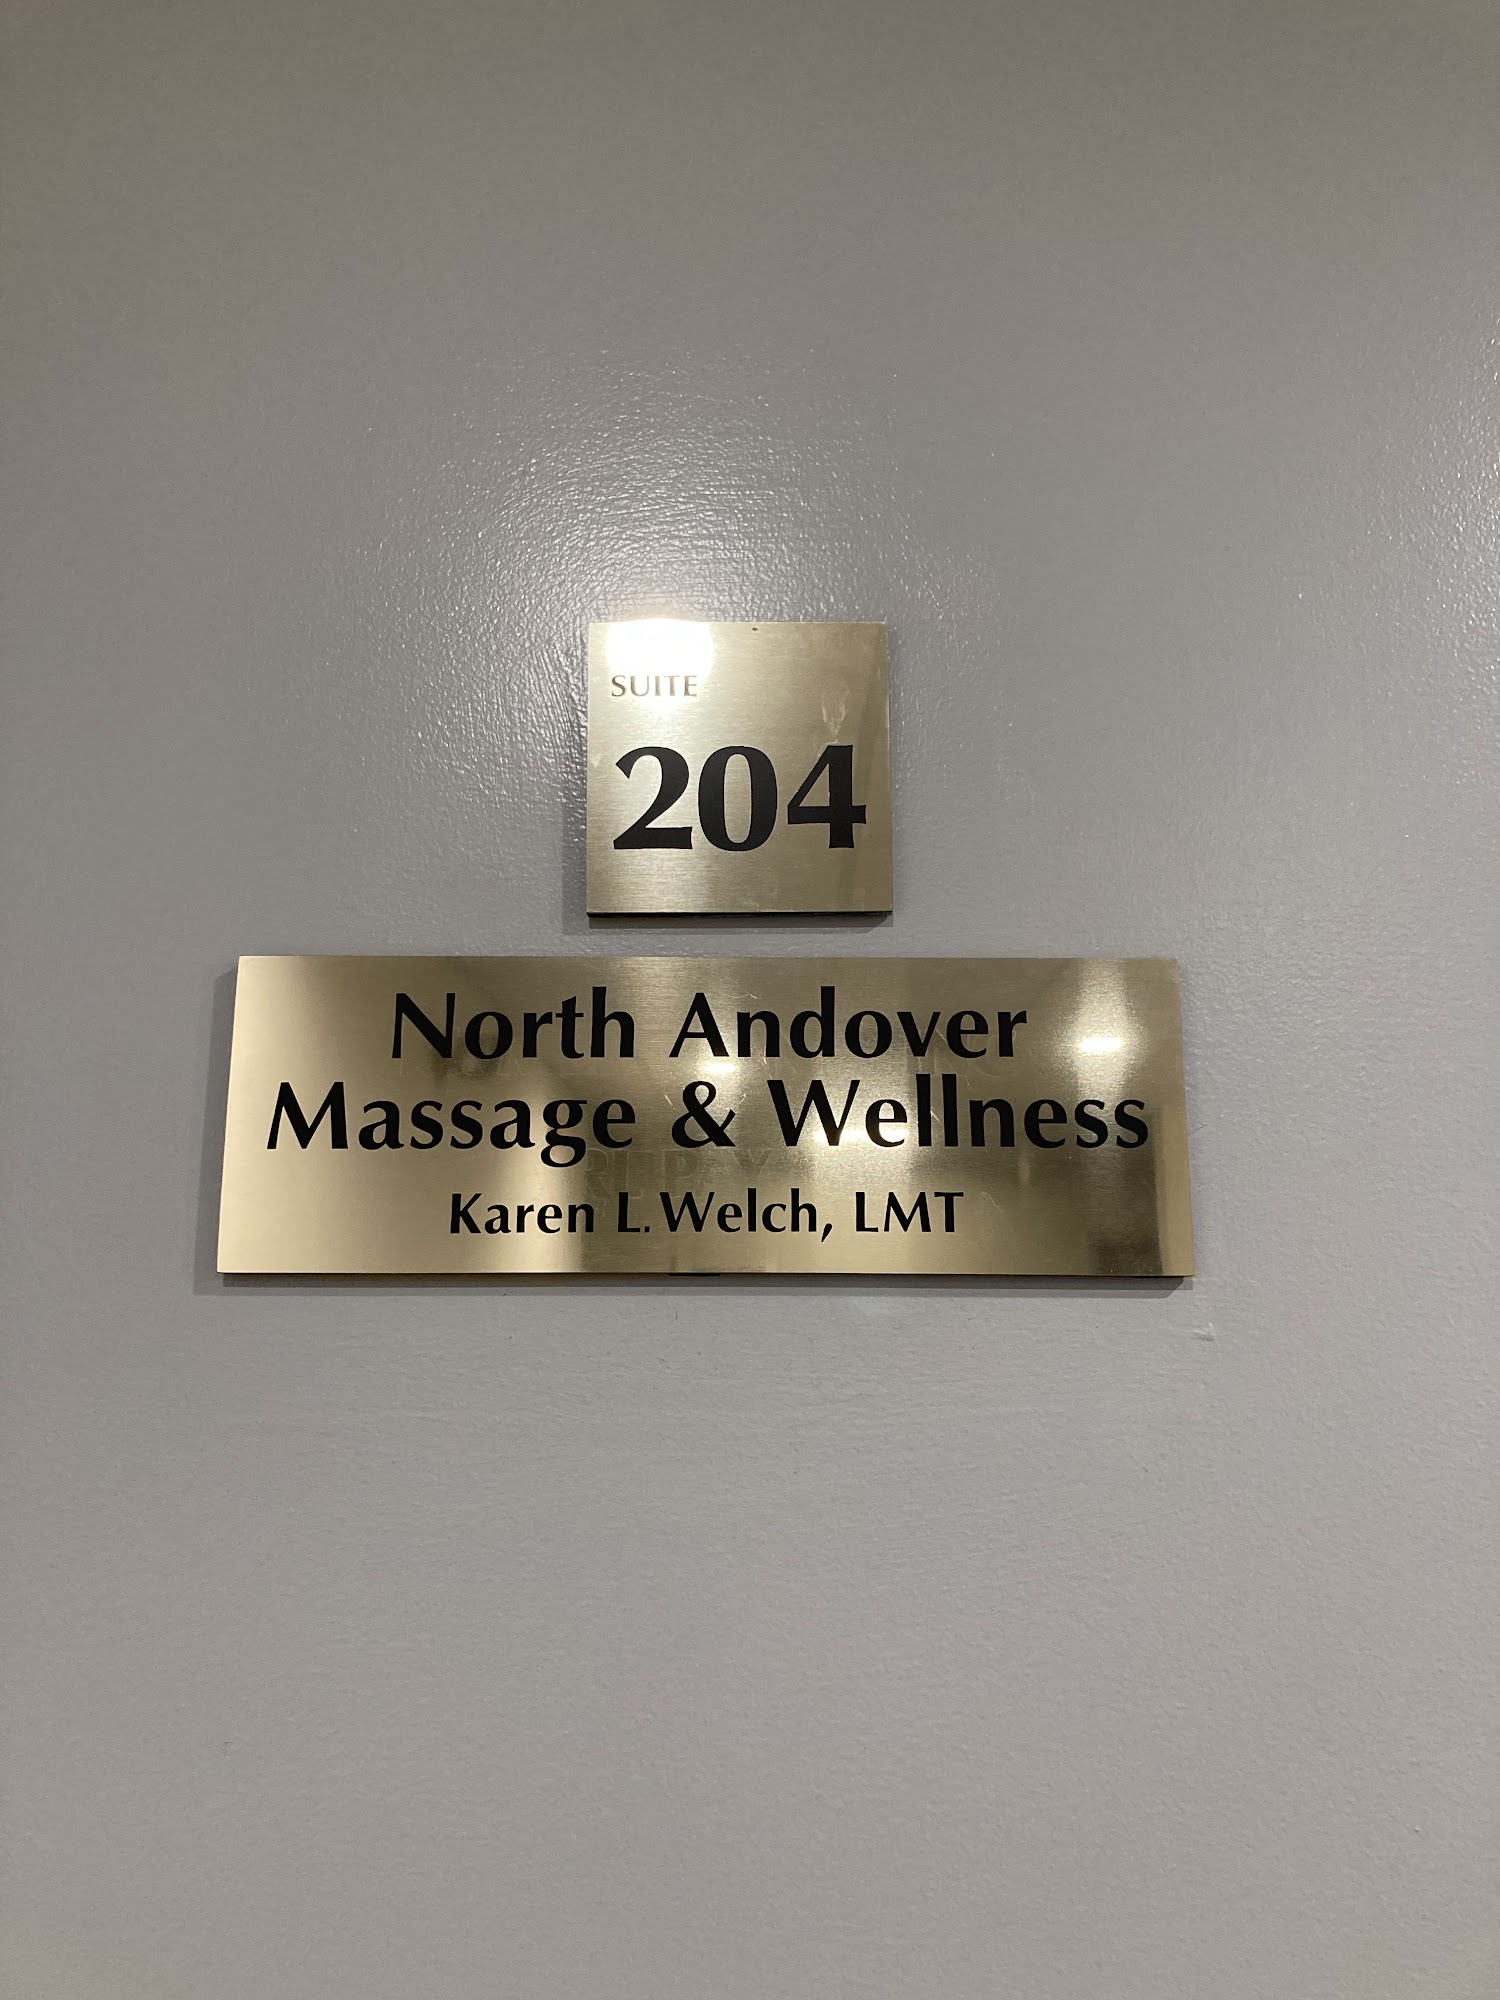 SUITE
204
North Andover
Massage & Wellness
Karen L. Welch, LMT